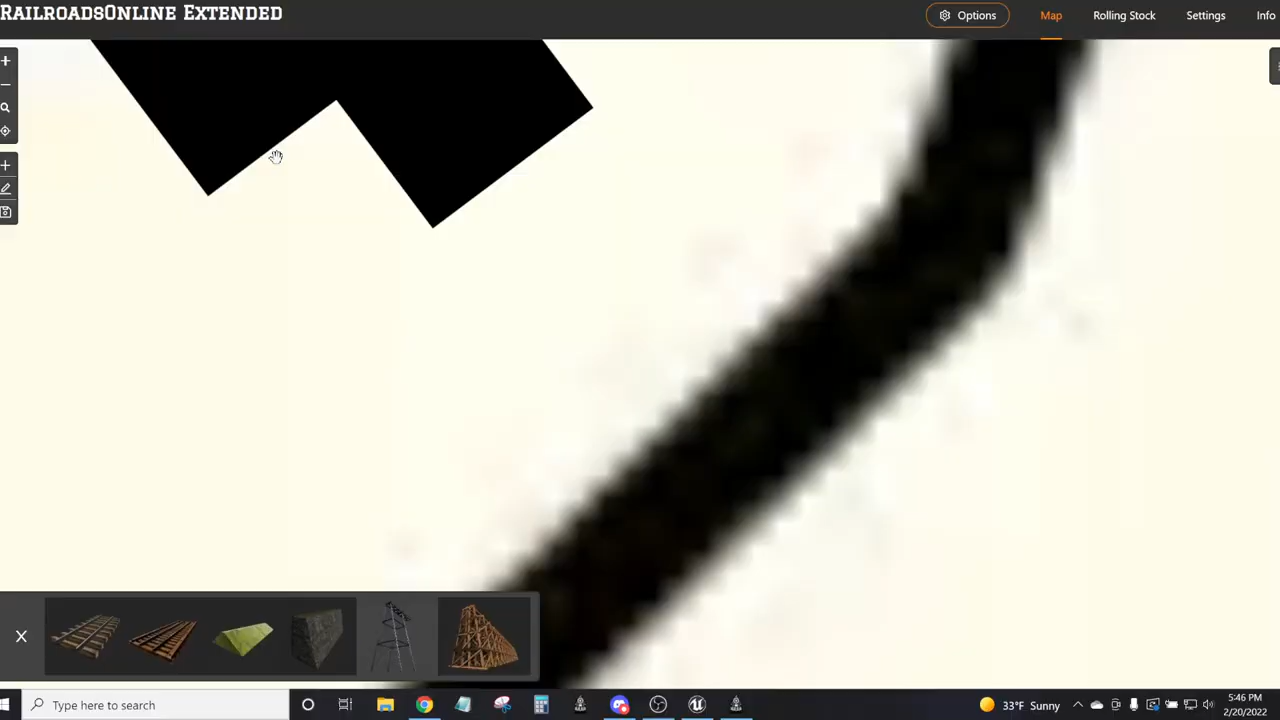 RailroadsOnline Extended
Options
Map
Rolling Stock
Settings
Info
Type here to search
33°F Sunny
5:46 PM
2/20/2022